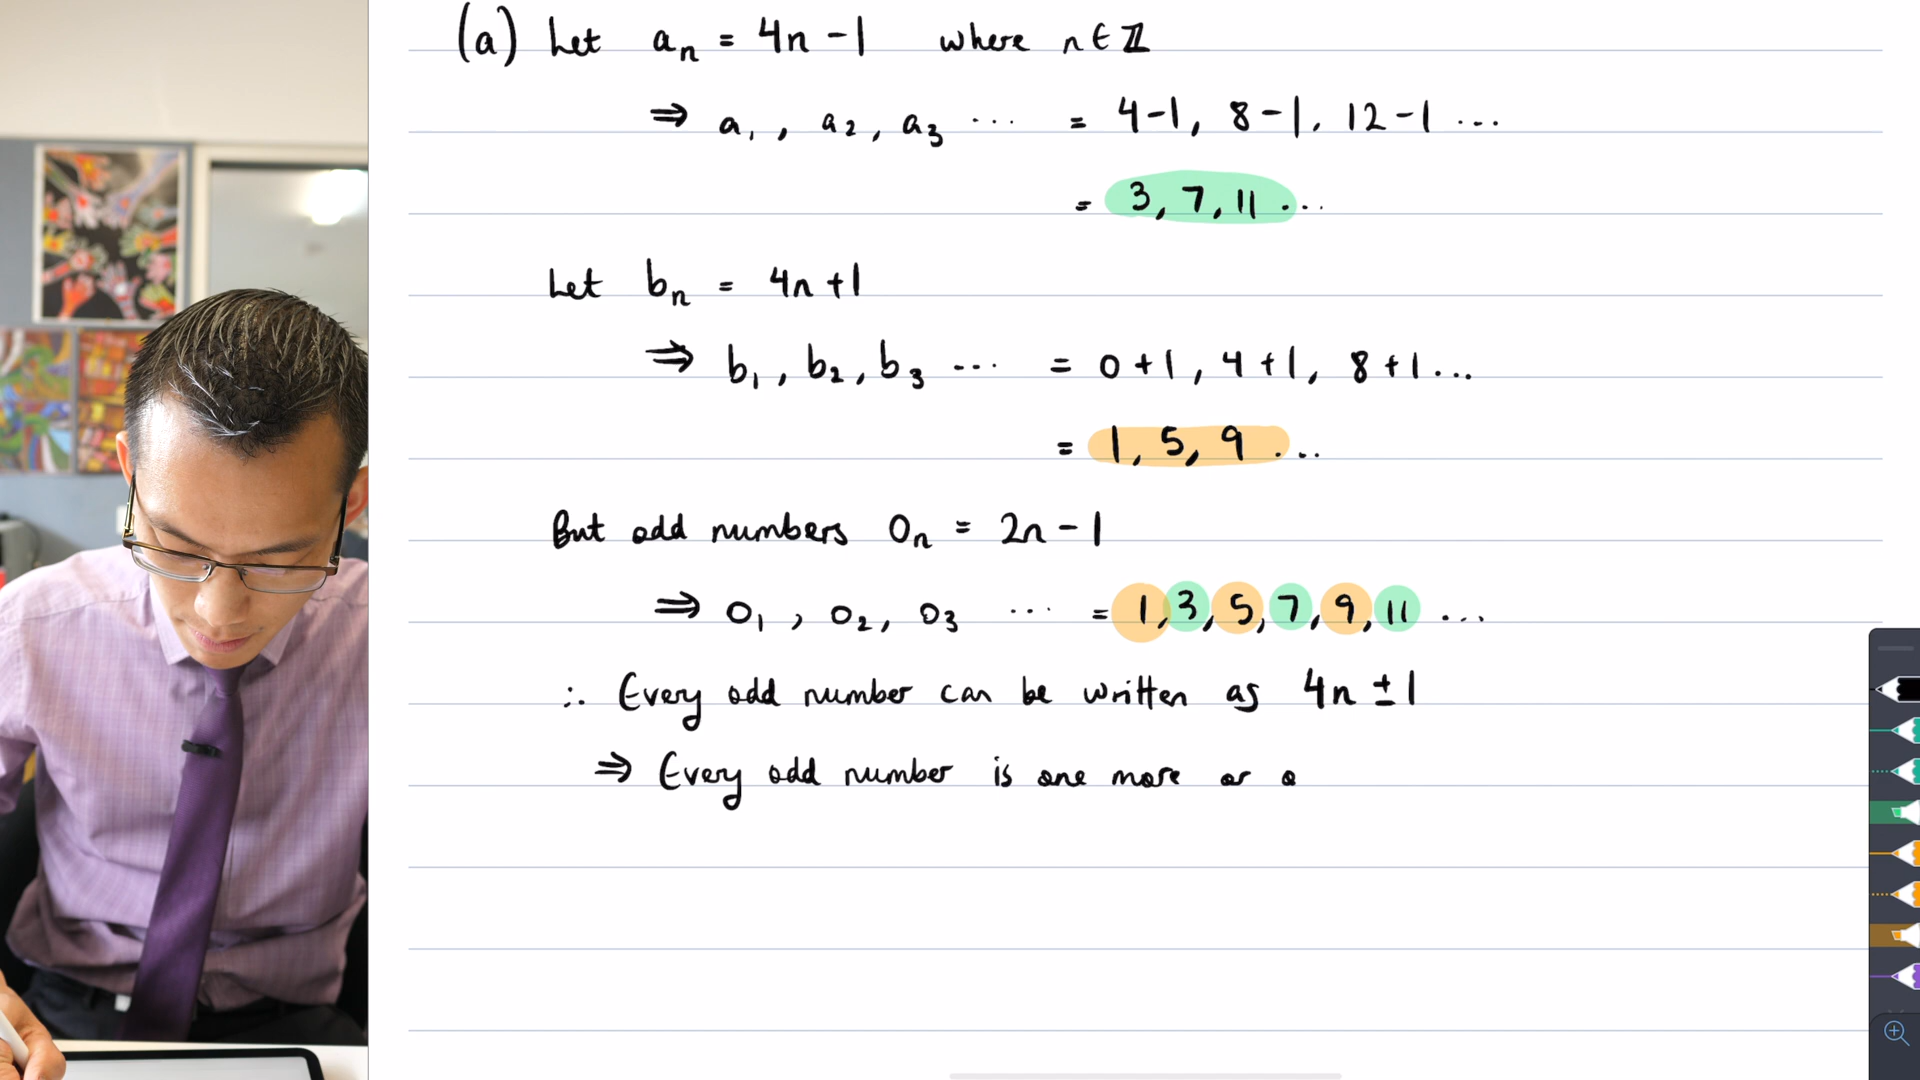 (a) Let aₙ = 4n - 1 where n ∈ ℤ
⇒ a₁, a₂, a₃ ... = 4-1, 8-1, 12-1 ...
= 3, 7, 11 ...
Let bₙ = 4n + 1
⇒ b₁, b₂, b₃ ... = 0+1, 4+1, 8+1...
= 1, 5, 9 ...
But odd numbers Oₙ = 2n - 1
⇒ O₁, O₂, O₃ ... = 1, 3, 5, 7, 9, 11 ...
∴ Every odd number can be written as 4n ± 1
⇒ Every odd number is one more or o